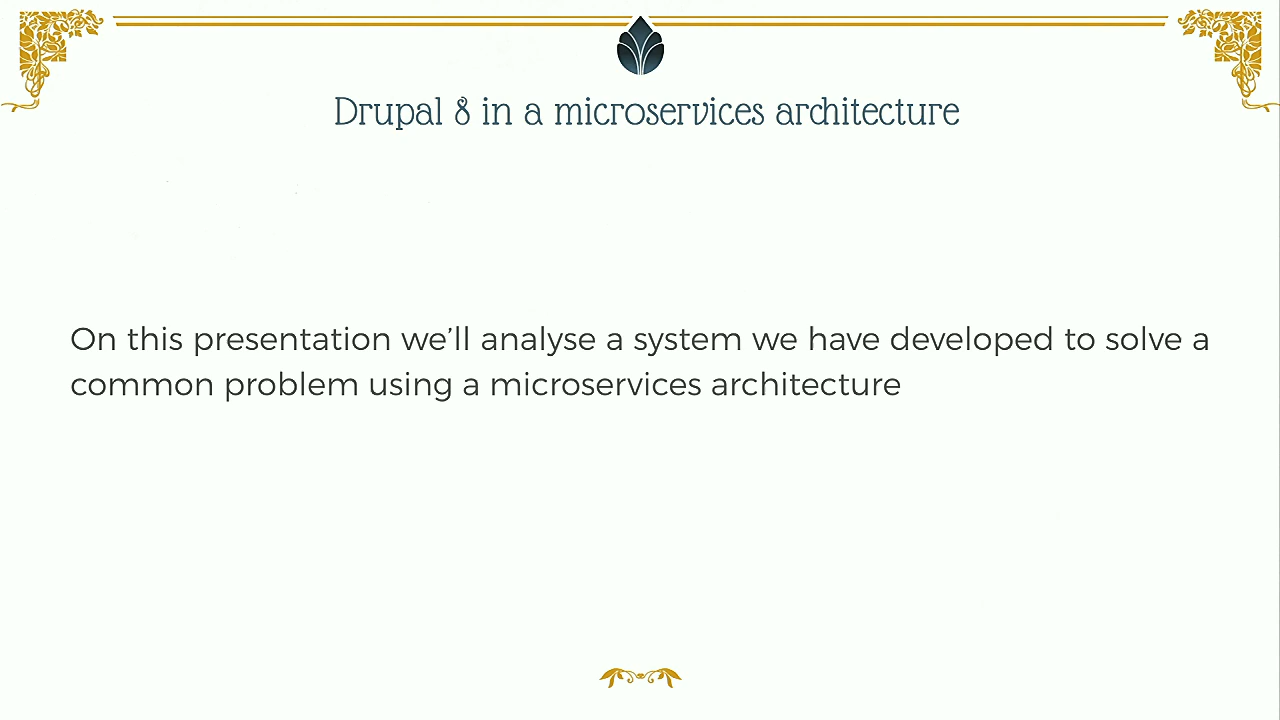 Drupal 8 in a microservices architecture
On this presentation we’ll analyse a system we have developed to solve a
common problem using a microservices architecture